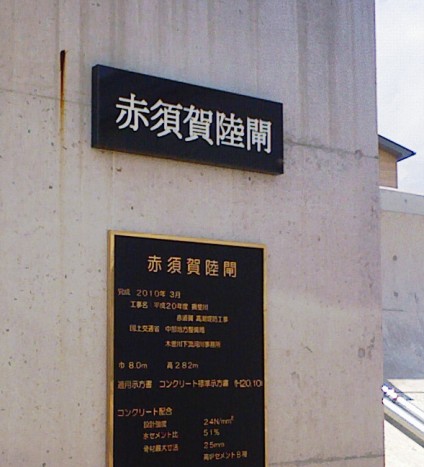 赤須賀陸閘
赤須賀陸閘
完成 2010年 3月
工事名 平成20年度 揖斐川
赤須賀 高潮堤防工事
国土交通省 中部地方整備局
木曽川下流河川事務所
巾 8.0m 高 2.82m
適用示方書 コンクリート標準示方書 (H20.10)
コンクリート配合
設計強度 24N/mm²
水セメント比 51%
骨材最大寸法 25mm
高炉セメントB種